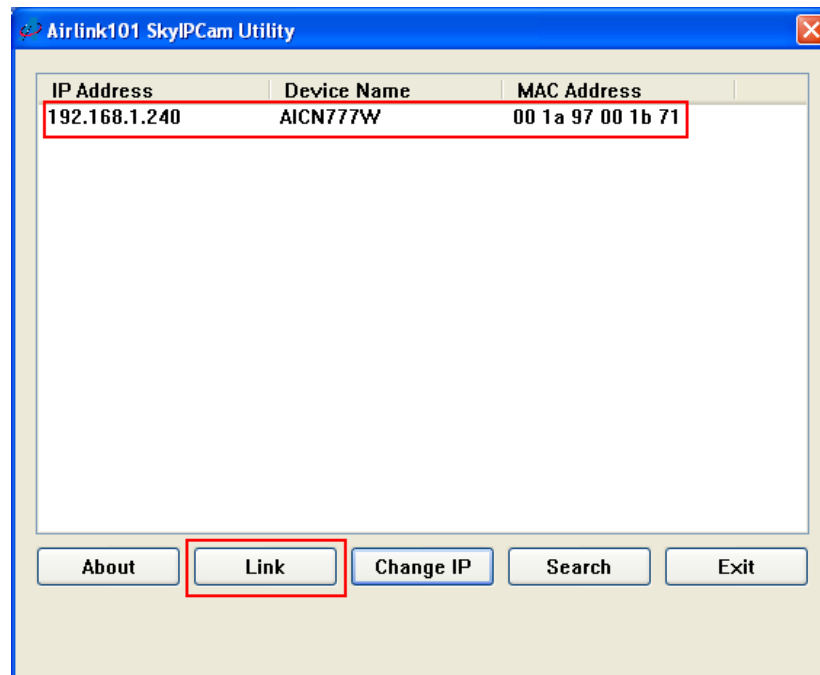 Airlink101 SkyIPCam Utility
IP Address Device Name MAC Address
192.168.1.240 AICN777W 00 1a 97 00 1b 71
About Link Change IP Search Exit